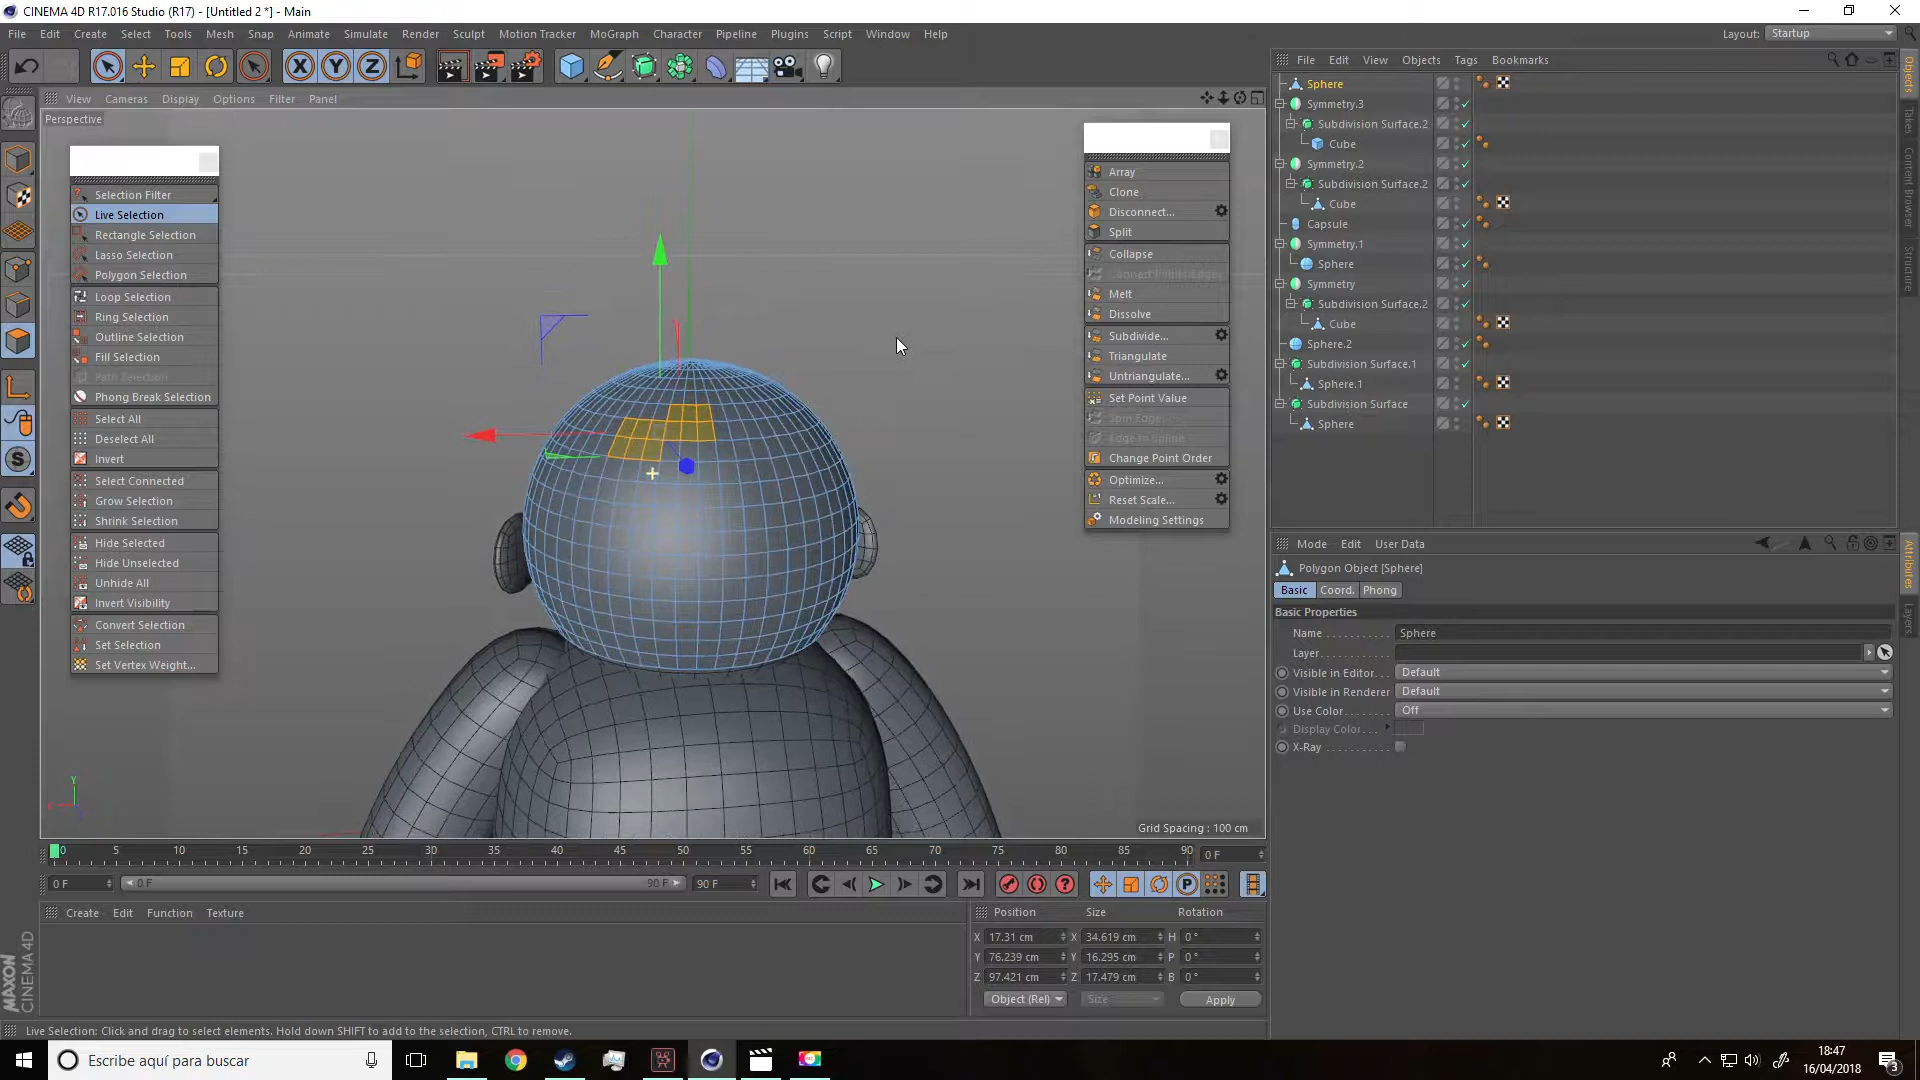 CINEMA 4D R17.016 Studio (R17) - [Untitled 2 *] - Main
File Edit Create Select Tools Mesh Snap Animate Simulate Render Sculpt Motion Tracker MoGraph Character Pipeline Plugins Script Window Help
Layout: Startup
View Cameras Display Options Filter Panel
Perspective
Selection Filter
Live Selection
Rectangle Selection
Lasso Selection
Polygon Selection
Loop Selection
Ring Selection
Outline Selection
Fill Selection
Path Selection
Phong Break Selection
Select All
Deselect All
Invert
Select Connected
Grow Selection
Shrink Selection
Hide Selected
Hide Unselected
Unhide All
Invert Visibility
Convert Selection
Set Selection
Set Vertex Weight...
Array
Clone
Disconnect...
Split
Collapse
Melt
Dissolve
Subdivide...
Triangulate
Untriangulate...
Set Point Value
Spin Edge
Edge to Spline
Change Point Order
Optimize...
Reset Scale...
Modeling Settings
Grid Spacing : 100 cm
Y
File Edit View Objects Tags Bookmarks
Sphere
Symmetry.3
Subdivision Surface.2
Cube
Symmetry.2
Subdivision Surface.2
Cube
Capsule
Symmetry.1
Sphere
Symmetry
Subdivision Surface.2
Cube
Sphere.2
Subdivision Surface.1
Sphere.1
Subdivision Surface
Sphere
Objects
Takes
Content Browser
Structure
Mode Edit User Data
Polygon Object [Sphere]
Basic Coord. Phong
Basic Properties
Name . . . . . . . . . . . Sphere
Layer . . . . . . . . . . .
Visible in Editor . . . Default
Visible in Renderer Default
Use Color . . . . . . . Off
Display Color . . .
X-Ray . . . . . . . . . .
Attributes
Layers
0 5 10 15 20 25 30 35 40 45 50 55 60 65 70 75 80 85 90 0 F
0 F 0 F 90 F 90 F
Create Edit Function Texture
Position Size Rotation
X 17.31 cm X 34.619 cm H 0 °
Y 76.239 cm Y 16.295 cm P 0 °
Z 97.421 cm Z 17.479 cm B 0 °
Object (Rel) Size Apply
MAXON CINEMA 4D
Live Selection: Click and drag to select elements. Hold down SHIFT to add to the selection, CTRL to remove.
Escribe aquí para buscar
18:47
16/04/2018
3